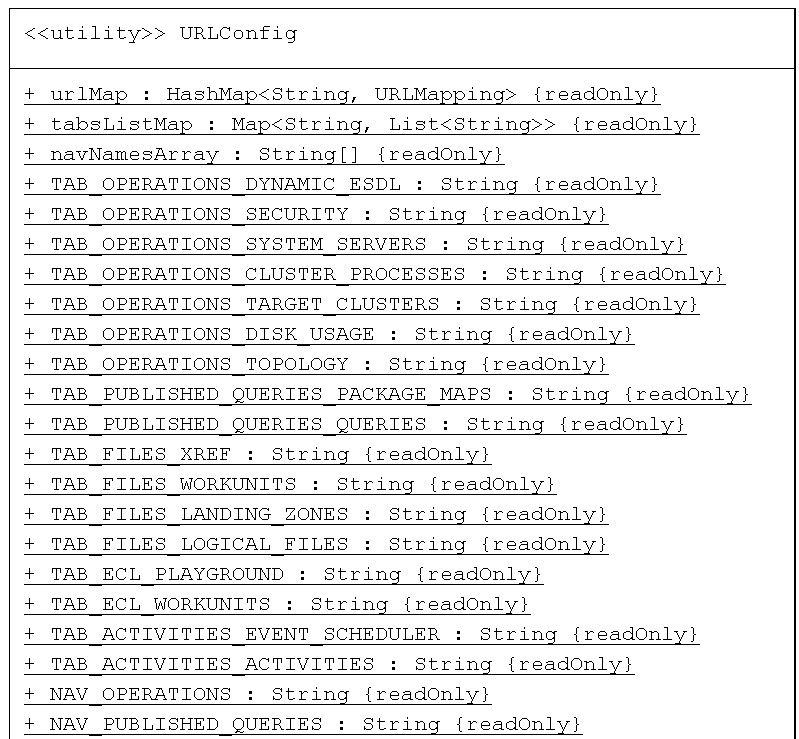 <<utility>> URLConfig
+ urlMap : HashMap<String, URLMapping> {readOnly}
+ tabsListMap : Map<String, List<String>> {readOnly}
+ navNamesArray : String[] {readOnly}
+ TAB_OPERATIONS_DYNAMIC_ESDL : String {readOnly}
+ TAB_OPERATIONS_SECURITY : String {readOnly}
+ TAB_OPERATIONS_SYSTEM_SERVERS : String {readOnly}
+ TAB_OPERATIONS_CLUSTER_PROCESSES : String {readOnly}
+ TAB_OPERATIONS_TARGET_CLUSTERS : String {readOnly}
+ TAB_OPERATIONS_DISK_USAGE : String {readOnly}
+ TAB_OPERATIONS_TOPOLOGY : String {readOnly}
+ TAB_PUBLISHED_QUERIES_PACKAGE_MAPS : String {readOnly}
+ TAB_PUBLISHED_QUERIES_QUERIES : String {readOnly}
+ TAB_FILES_XREF : String {readOnly}
+ TAB_FILES_WORKUNITS : String {readOnly}
+ TAB_FILES_LANDING_ZONES : String {readOnly}
+ TAB_FILES_LOGICAL_FILES : String {readOnly}
+ TAB_ECL_PLAYGROUND : String {readOnly}
+ TAB_ECL_WORKUNITS : String {readOnly}
+ TAB_ACTIVITIES_EVENT_SCHEDULER : String {readOnly}
+ TAB_ACTIVITIES_ACTIVITIES : String {readOnly}
+ NAV_OPERATIONS : String {readOnly}
+ NAV_PUBLISHED_QUERIES : String {readOnly}